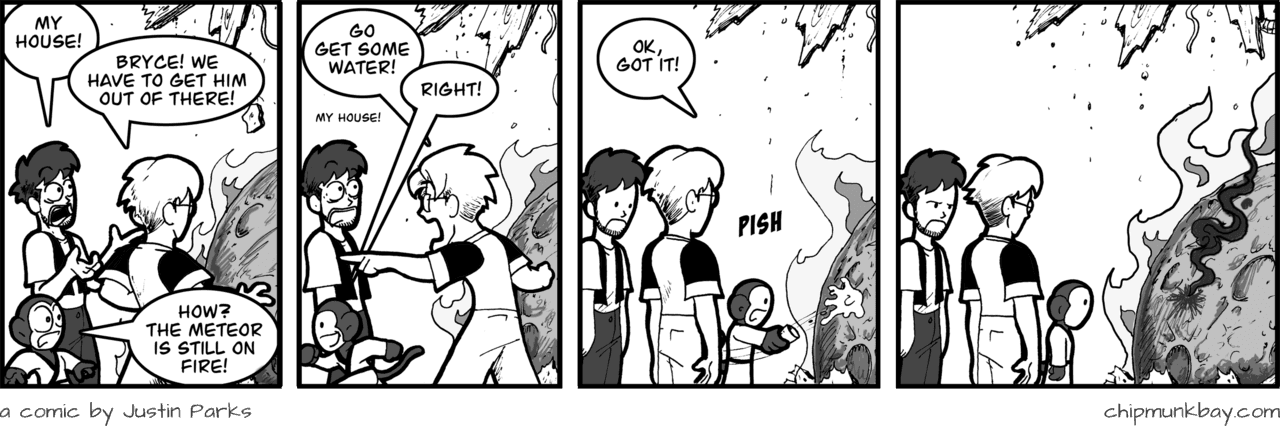 MY
HOUSE!
BRYCE! WE
HAVE TO GET HIM
OUT OF THERE!
HOW?
THE METEOR
IS STILL ON
FIRE!
GO
GET SOME
WATER!
RIGHT!
MY HOUSE!
OK,
GOT IT!
PISH
a comic by Justin Parks
chipmunkbay.com